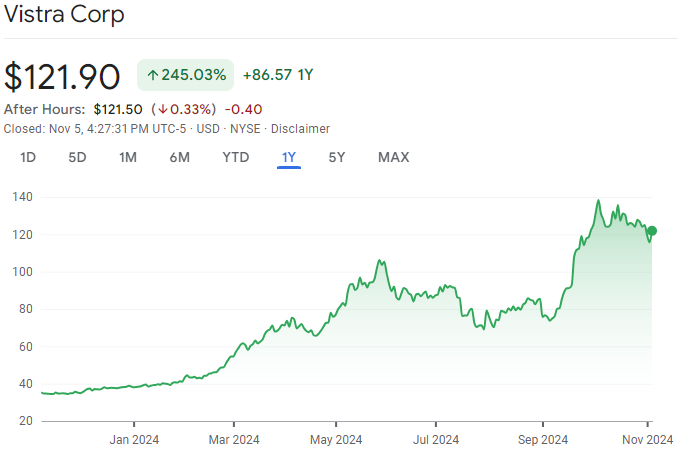 Vistra Corp
$121.90 ↑245.03% +86.57 1Y
After Hours: $121.50 (↓0.33%) -0.40
Closed: Nov 5, 4:27:31 PM UTC-5 · USD · NYSE · Disclaimer
1D 5D 1M 6M YTD 1Y 5Y MAX
140
120
100
80
60
40
20
Jan 2024 Mar 2024 May 2024 Jul 2024 Sep 2024 Nov 2024